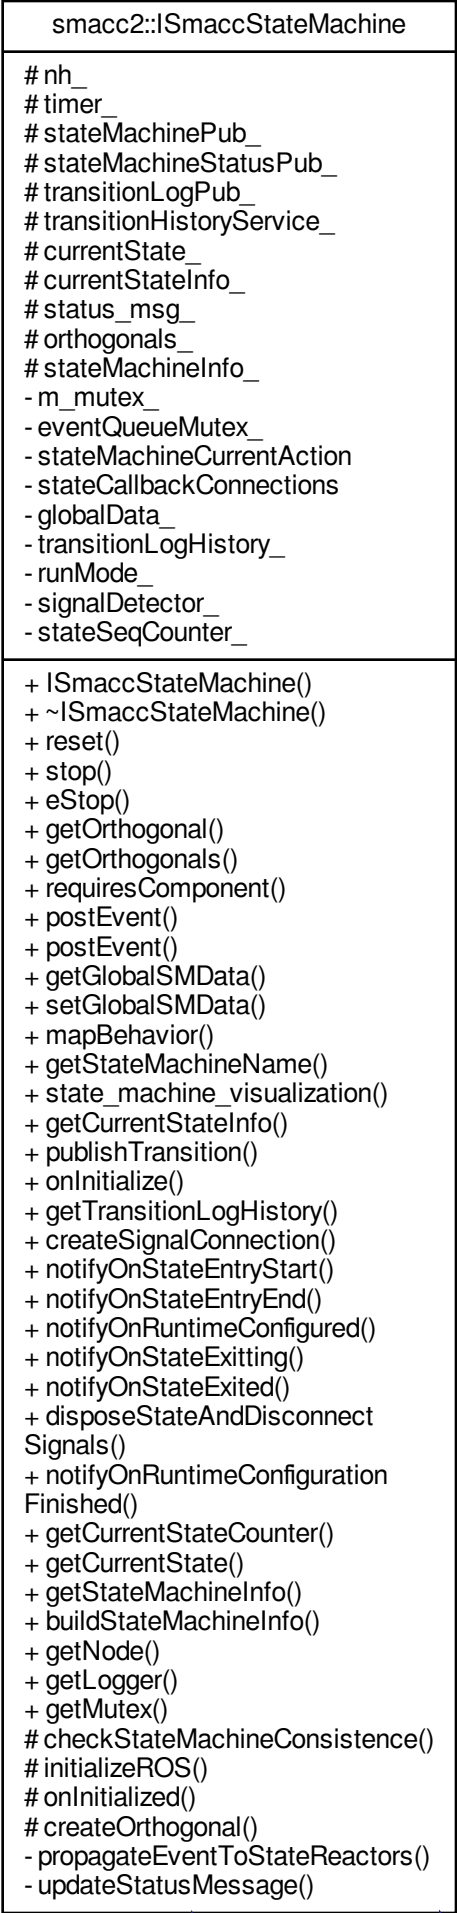 smacc2::ISmaccStateMachine
# nh_
# timer_
# stateMachinePub_
# stateMachineStatusPub_
# transitionLogPub_
# transitionHistoryService_
# currentState_
# currentStateInfo_
# status_msg_
# orthogonals_
# stateMachineInfo_
- m_mutex_
- eventQueueMutex_
- stateMachineCurrentAction
- stateCallbackConnections
- globalData_
- transitionLogHistory_
- runMode_
- signalDetector_
- stateSeqCounter_
+ ISmaccStateMachine()
+ ~ISmaccStateMachine()
+ reset()
+ stop()
+ eStop()
+ getOrthogonal()
+ getOrthogonals()
+ requiresComponent()
+ postEvent()
+ postEvent()
+ getGlobalSMData()
+ setGlobalSMData()
+ mapBehavior()
+ getStateMachineName()
+ state_machine_visualization()
+ getCurrentStateInfo()
+ publishTransition()
+ onInitialize()
+ getTransitionLogHistory()
+ createSignalConnection()
+ notifyOnStateEntryStart()
+ notifyOnStateEntryEnd()
+ notifyOnRuntimeConfigured()
+ notifyOnStateExitting()
+ notifyOnStateExited()
+ disposeStateAndDisconnect
Signals()
+ notifyOnRuntimeConfiguration
Finished()
+ getCurrentStateCounter()
+ getCurrentState()
+ getStateMachineInfo()
+ buildStateMachineInfo()
+ getNode()
+ getLogger()
+ getMutex()
# checkStateMachineConsistence()
# initializeROS()
# onInitialized()
# createOrthogonal()
- propagateEventToStateReactors()
- updateStatusMessage()